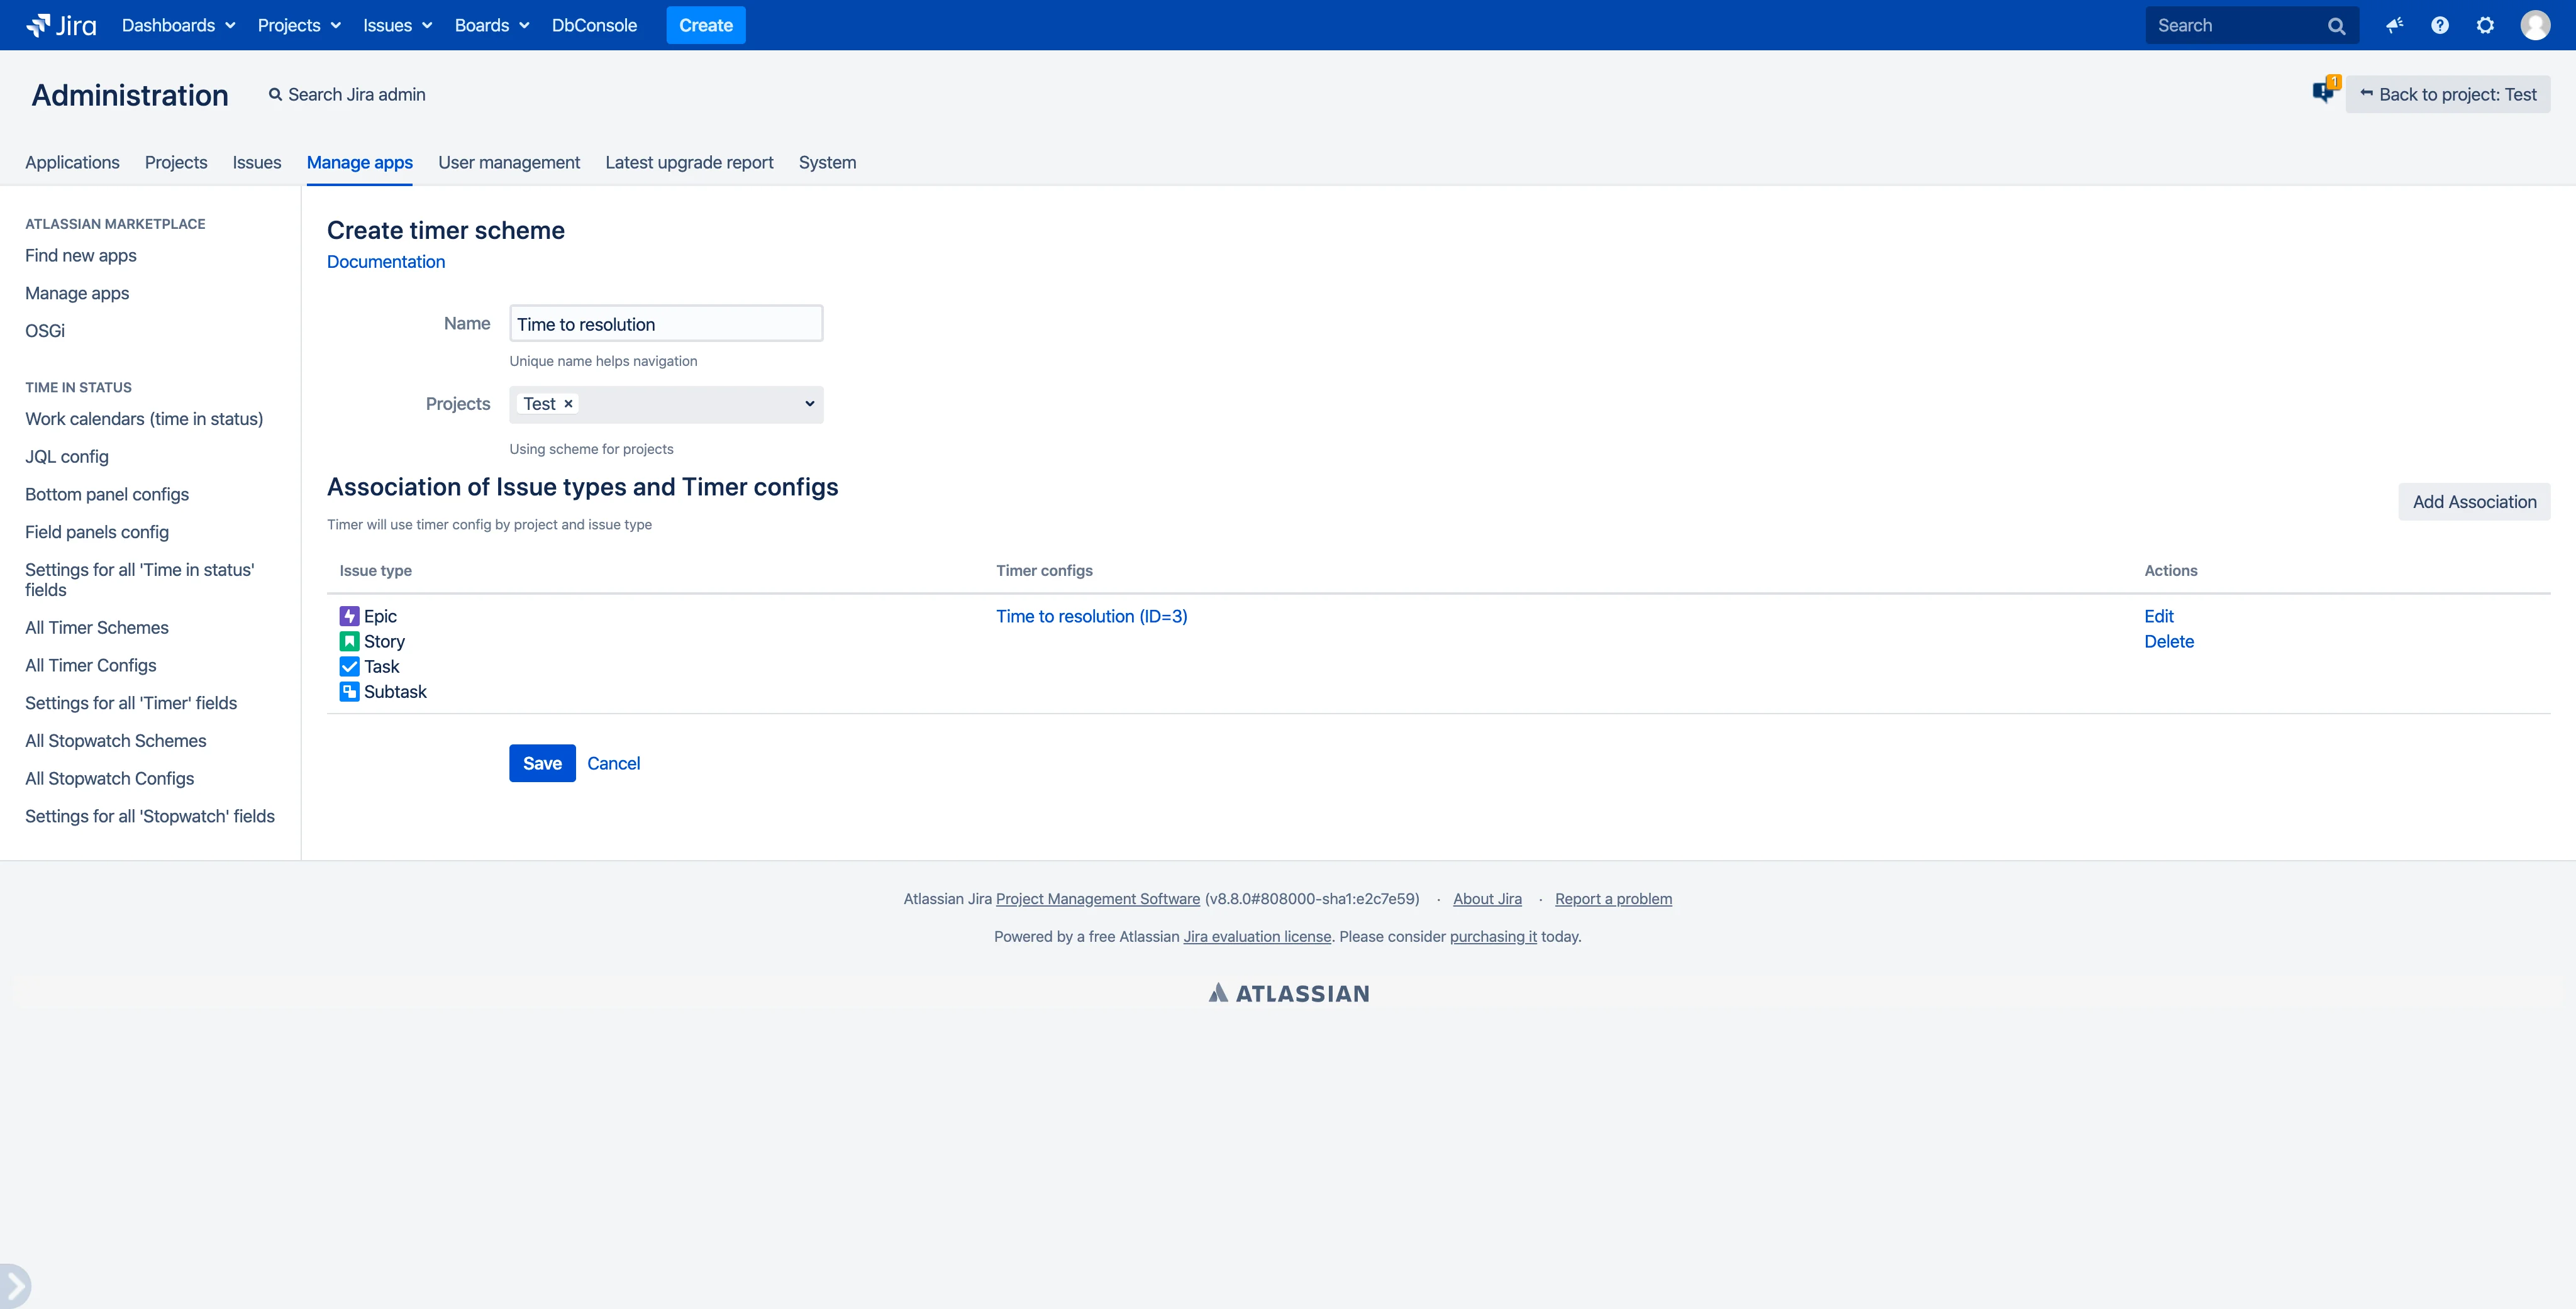 Jira Dashboards Projects Issues Boards DbConsole Create Search
Administration Search Jira admin 1 Back to project: Test
Applications Projects Issues Manage apps User management Latest upgrade report System
ATLASSIAN MARKETPLACE
Find new apps
Manage apps
OSGi
TIME IN STATUS
Work calendars (time in status)
JQL config
Bottom panel configs
Field panels config
Settings for all 'Time in status'
fields
All Timer Schemes
All Timer Configs
Settings for all 'Timer' fields
All Stopwatch Schemes
All Stopwatch Configs
Settings for all 'Stopwatch' fields
Create timer scheme
Documentation
Name Time to resolution
Unique name helps navigation
Projects Test
Using scheme for projects
Association of Issue types and Timer configs
Add Association
Timer will use timer config by project and issue type
Issue type Timer configs Actions
Epic Time to resolution (ID=3) Edit
Story Delete
Task
Subtask
Save Cancel
Atlassian Jira Project Management Software (v8.8.0#808000-sha1:e2c7e59) · About Jira · Report a problem
Powered by a free Atlassian Jira evaluation license. Please consider purchasing it today.
ATLASSIAN